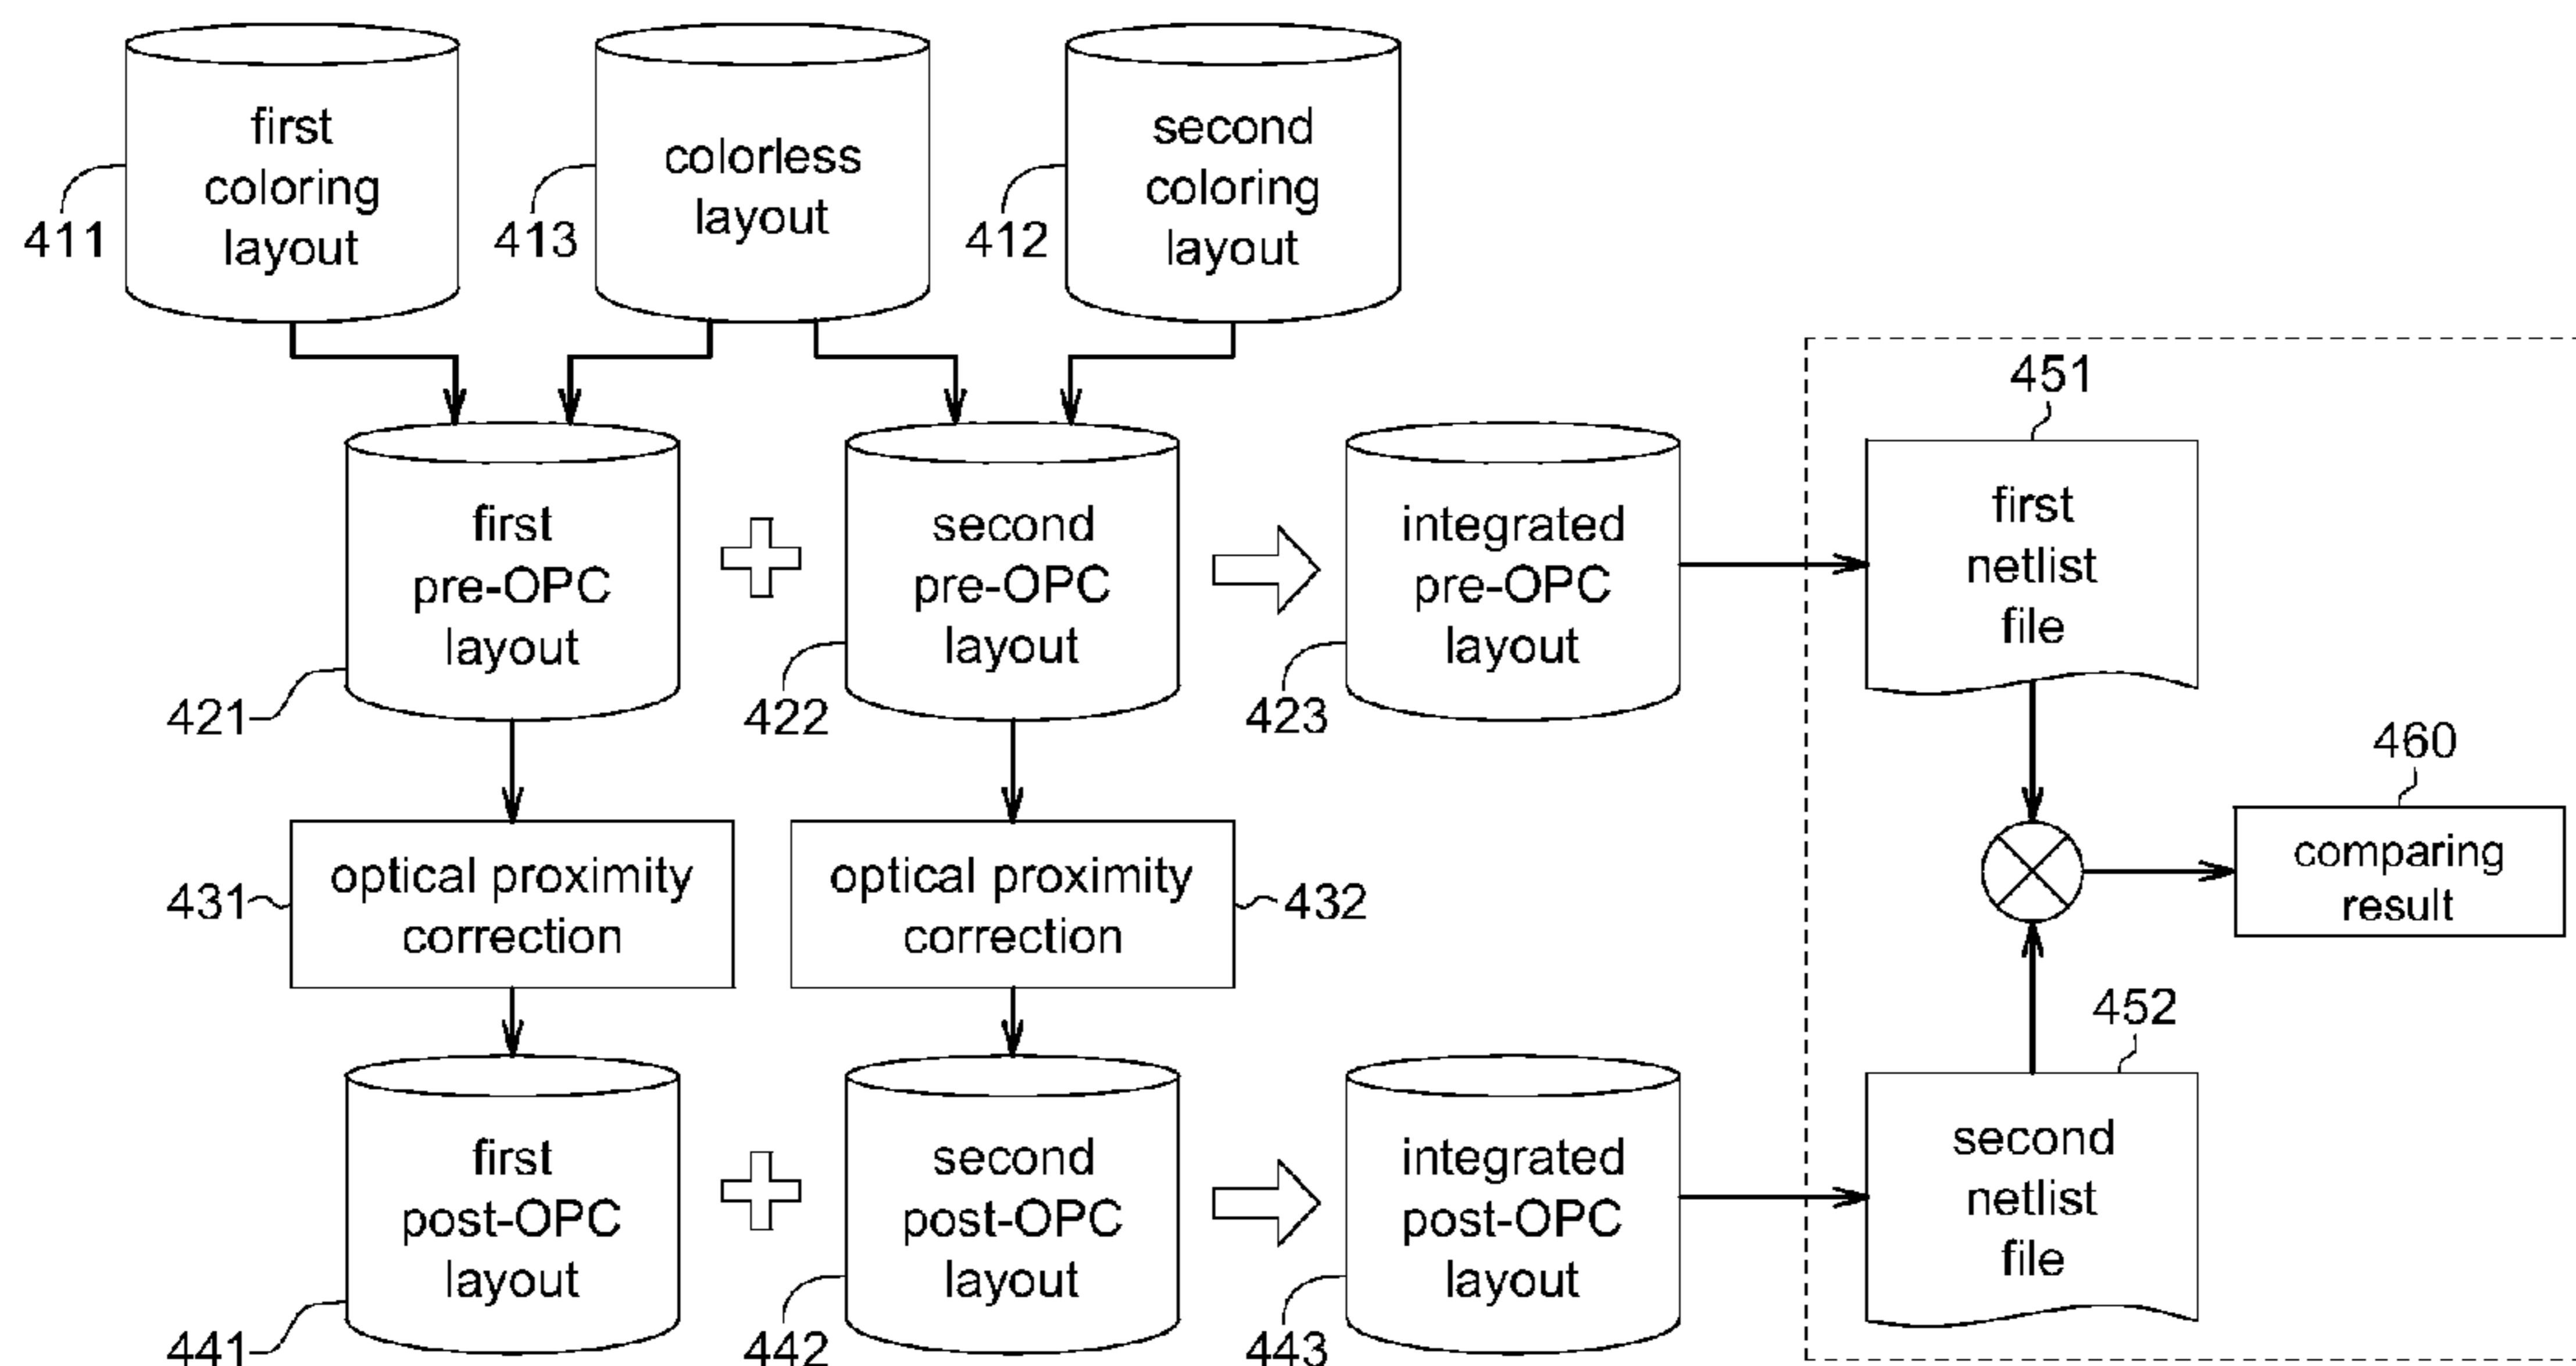 first
coloring
layout
411
colorless
layout
413
second
coloring
layout
412
first
pre-OPC
layout
421
second
pre-OPC
layout
422
integrated
pre-OPC
layout
423
451
first
netlist
file
optical proximity
correction
431
optical proximity
correction
432
460
comparing
result
first
post-OPC
layout
441
second
post-OPC
layout
442
integrated
post-OPC
layout
443
452
second
netlist
file